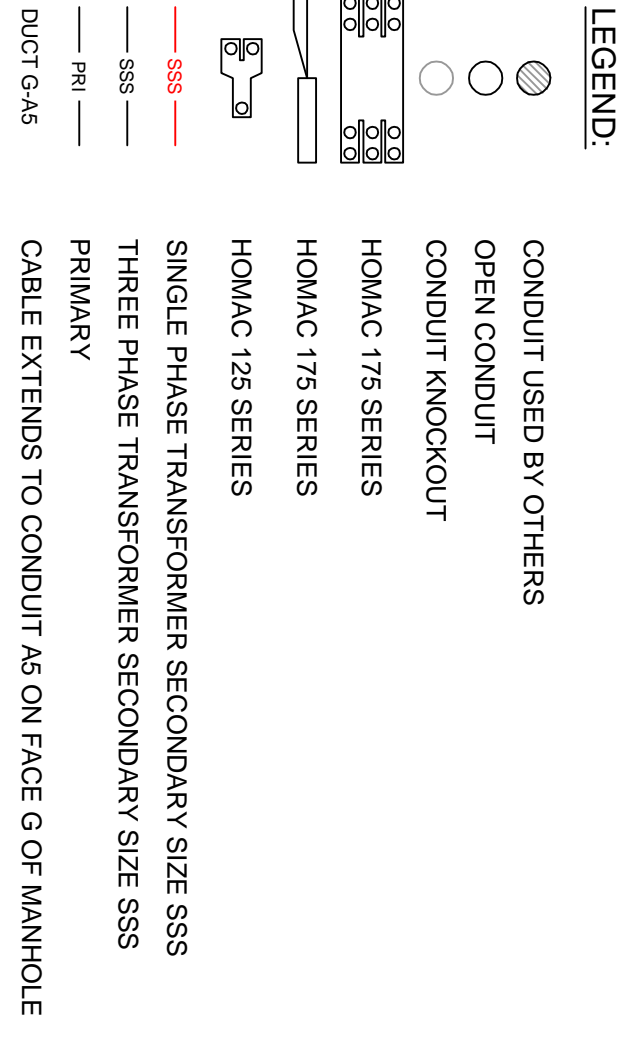 LEGEND:
CONDUIT USED BY OTHERS
OPEN CONDUIT
CONDUIT KNOCKOUT
HOMAC 175 SERIES
HOMAC 175 SERIES
HOMAC 125 SERIES
SSS SINGLE PHASE TRANSFORMER SECONDARY SIZE SSS
SSS THREE PHASE TRANSFORMER SECONDARY SIZE SSS
PRI PRIMARY
DUCT G-A5 CABLE EXTENDS TO CONDUIT A5 ON FACE G OF MANHOLE